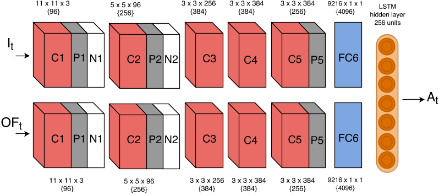 11 x 11 x 3
(96)
5 x 5 x 96
{256}
3 x 3 x 256
(384)
3 x 3 x 384
{384}
3 x 3 x 384
(256)
9216 x 1 x 1
{4096}
LSTM
hidden layer
256 units
I_t
C1
P1
N1
C2
P2
N2
C3
C4
C5
P5
FC6
A_t
OF_t
C1
P1
N1
C2
P2
N2
C3
C4
C5
P5
FC6
11 x 11 x 3
(96)
5 x 5 x 96
{256}
3 x 3 x 256
(384)
3 x 3 x 384
{384}
3 x 3 x 384
(256)
9216 x 1 x 1
(4096)